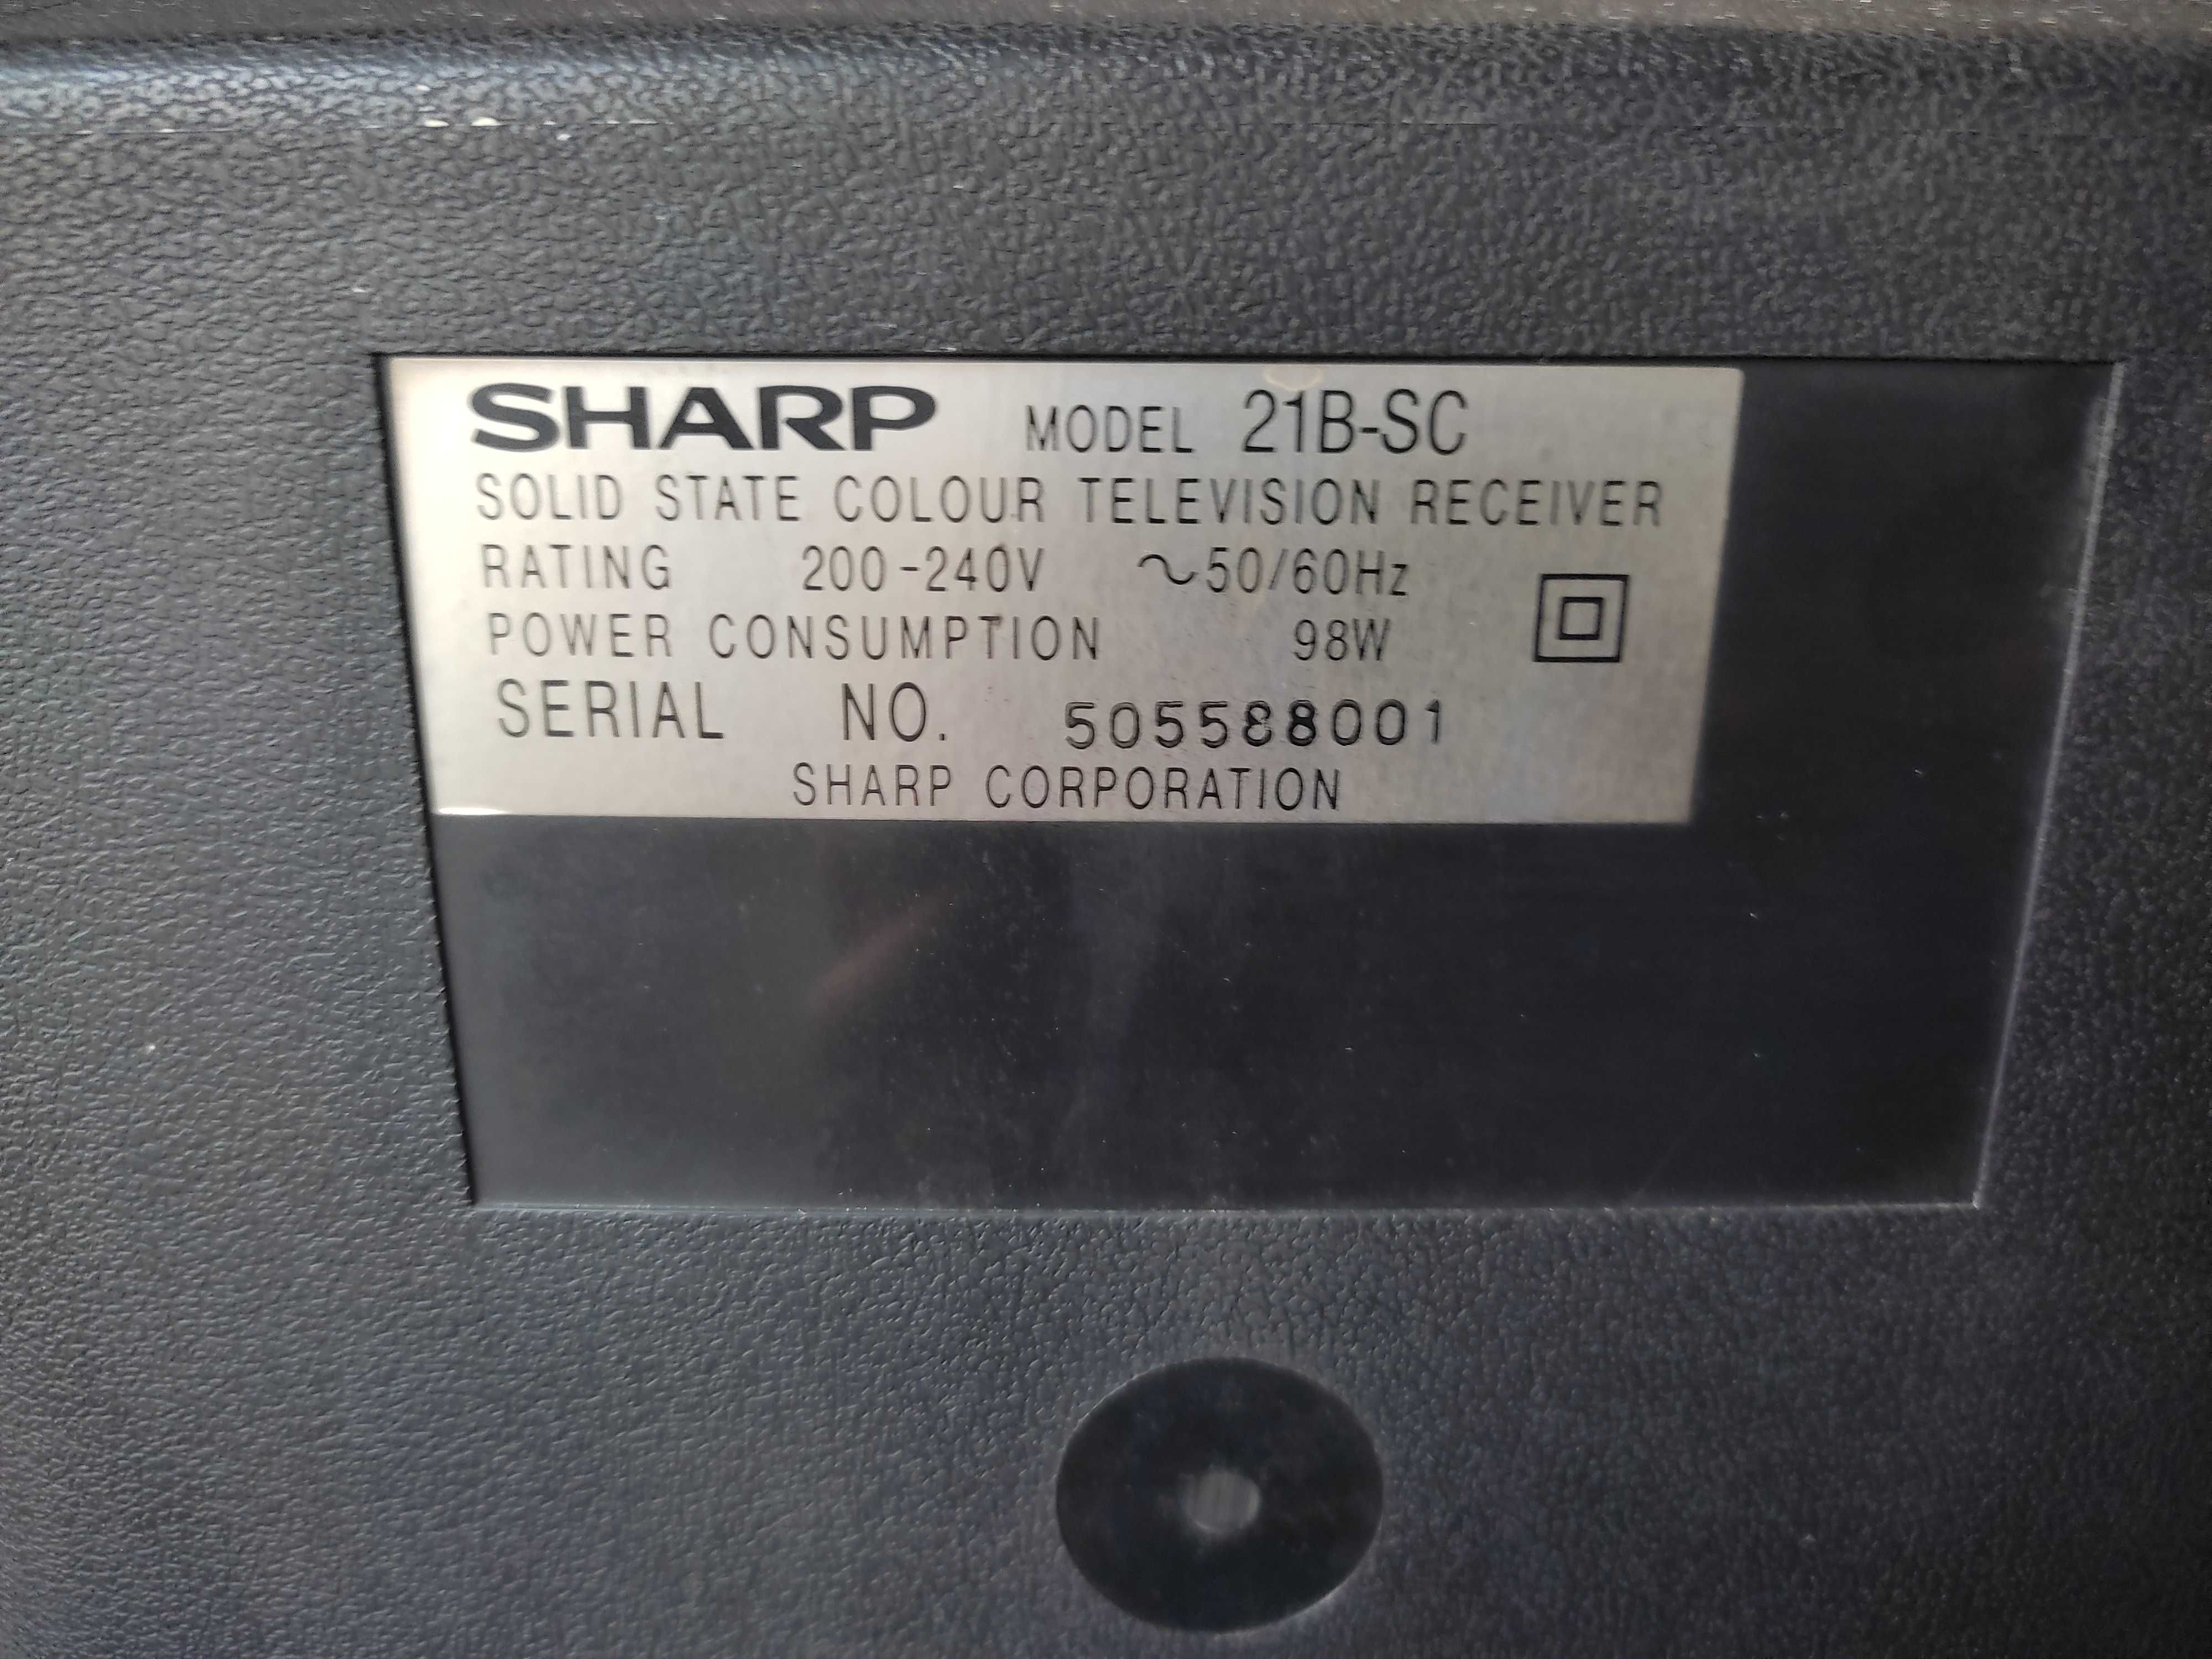 SHARP MODEL 21B-SC
SOLID STATE COLOUR TELEVISION RECEIVER
RATING 200-240V ~50/60Hz
POWER CONSUMPTION 98W
SERIAL NO. 505588001
SHARP CORPORATION